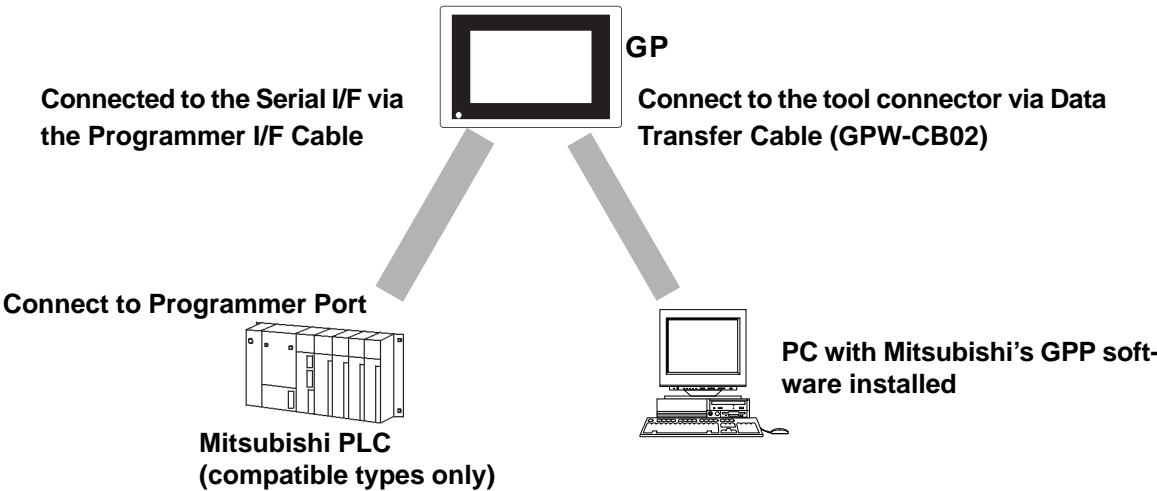 GP
Connected to the Serial I/F via
the Programmer I/F Cable
Connect to the tool connector via Data
Transfer Cable (GPW-CB02)
Connect to Programmer Port
PC with Mitsubishi's GPP soft-
ware installed
Mitsubishi PLC
(compatible types only)